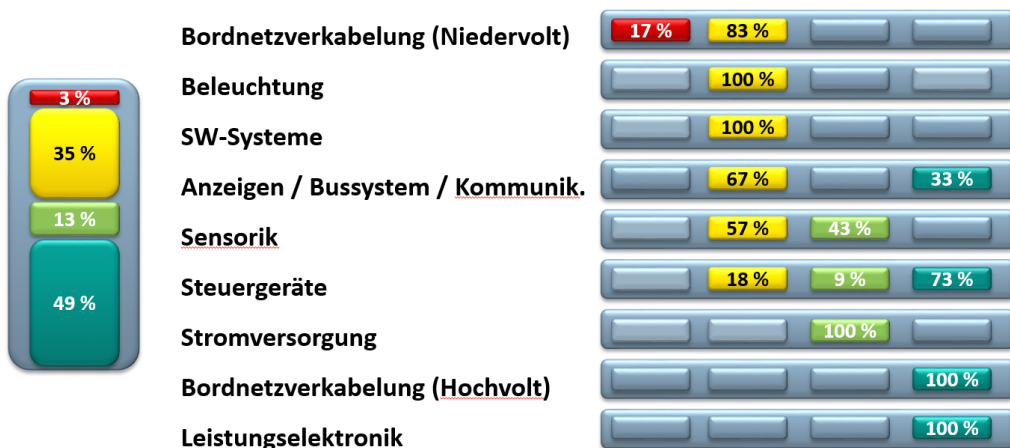 3 %
35 %
13 %
49 %
Bordnetzverkabelung (Niedervolt) 17 % 83 %
Beleuchtung 100 %
SW-Systeme 100 %
Anzeigen / Bussystem / Kommunik. 67 % 33 %
Sensorik 57 % 43 %
Steuergeräte 18 % 9 % 73 %
Stromversorgung 100 %
Bordnetzverkabelung (Hochvolt) 100 %
Leistungselektronik 100 %